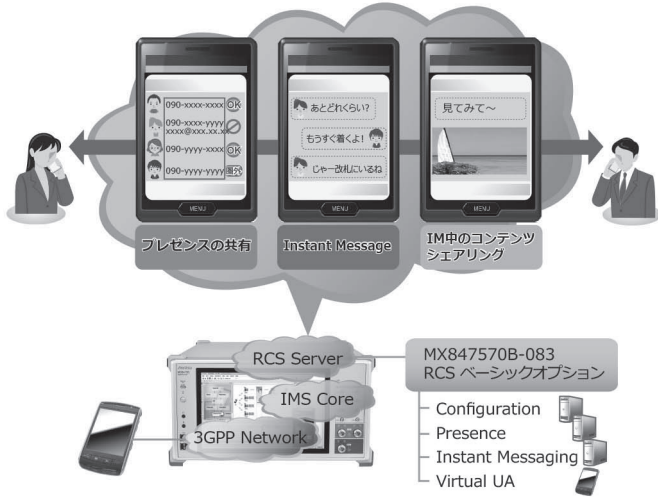 090-xxxx-xxxx OK
090-xxxx-yyyy
xxxx@xxx.xx.x
090-yyyy-xxxx OK
090-yyyy-yyyy
MENU
あとどれくらい?
もうすぐ着くよ!
じゃー改札にいるね
MENU
見てみて～
MENU
プレゼンスの共有
Instant Message
IM中のコンテンツ
シェアリング
RCS Server
IMS Core
3GPP Network
MX847570B-083
RCS ベーシックオプション
Configuration
Presence
Instant Messaging
Virtual UA